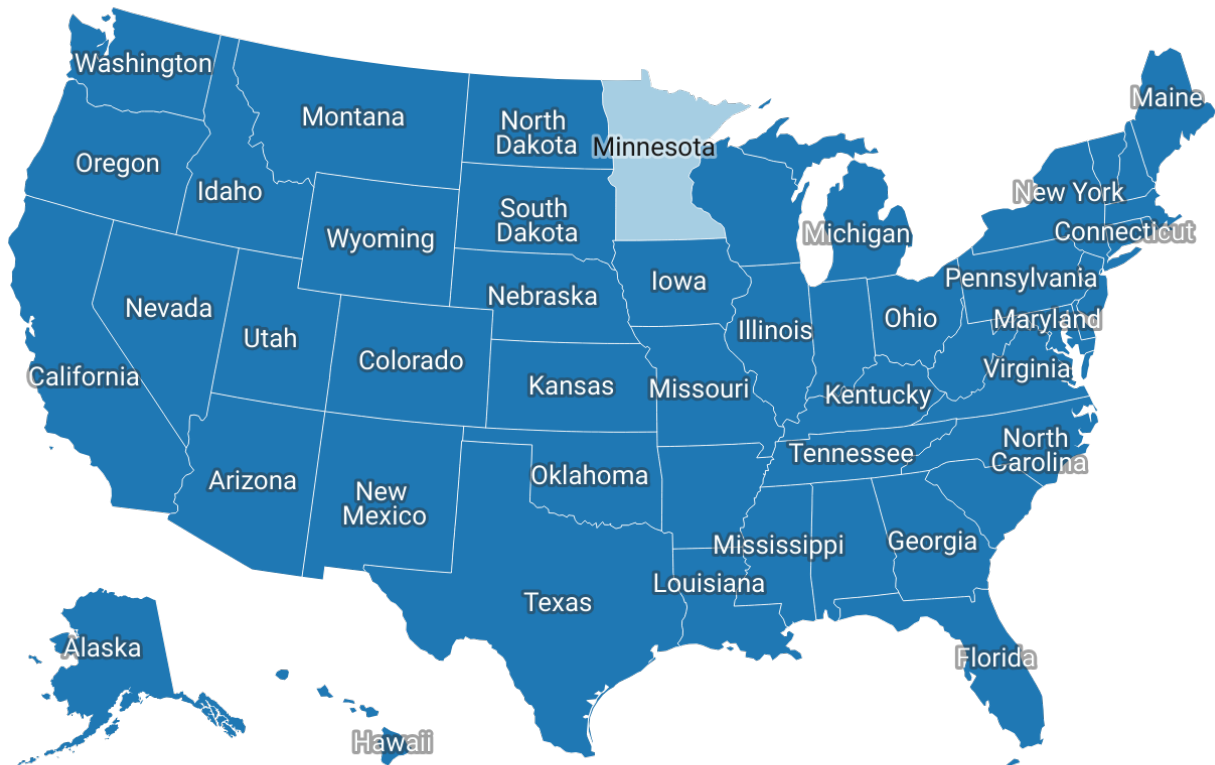 Washington
Maine
Montana
North
Dakota
Minnesota
Oregon
Idaho
New York
South
Dakota
Wyoming
Michigan
Connecticut
Iowa
Pennsylvania
Nebraska
Nevada
Ohio
Maryland
Illinois
Utah
Colorado
Virginia
California
Kansas
Missouri
Kentucky
North
Carolina
Tennessee
Oklahoma
Arizona
New
Mexico
Mississippi
Georgia
Louisiana
Texas
Alaska
Florida
Hawaii